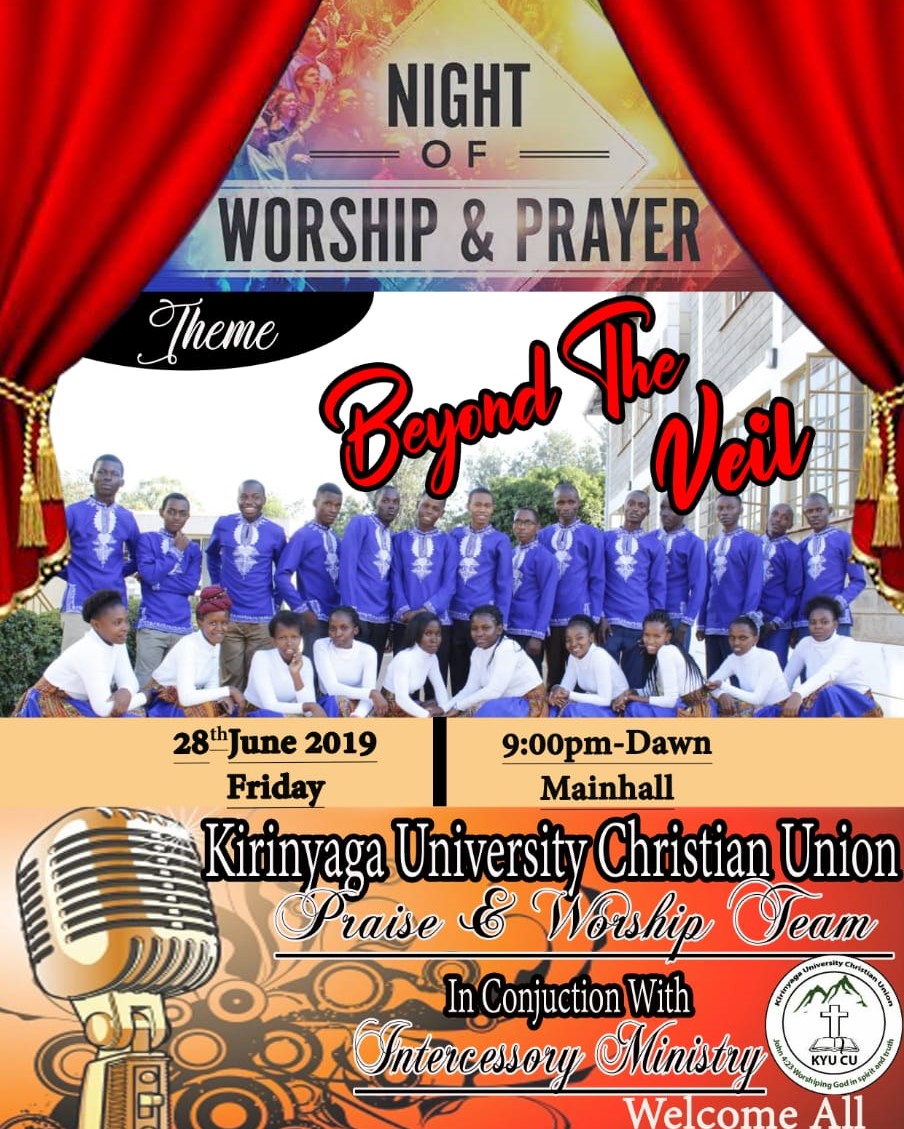 NIGHT
OF
WORSHIP & PRAYER
Theme
Beyond The
Veil
28th June 2019
Friday
9:00pm-Dawn
Mainhall
Kirinyaga University Christian Union
Praise & Worship Team
In Conjuction With
Intercessory Ministry
Kirinyaga University Christian Union
KYU CU
John 4:23 Worshiping God in spirit and truth
Welcome All